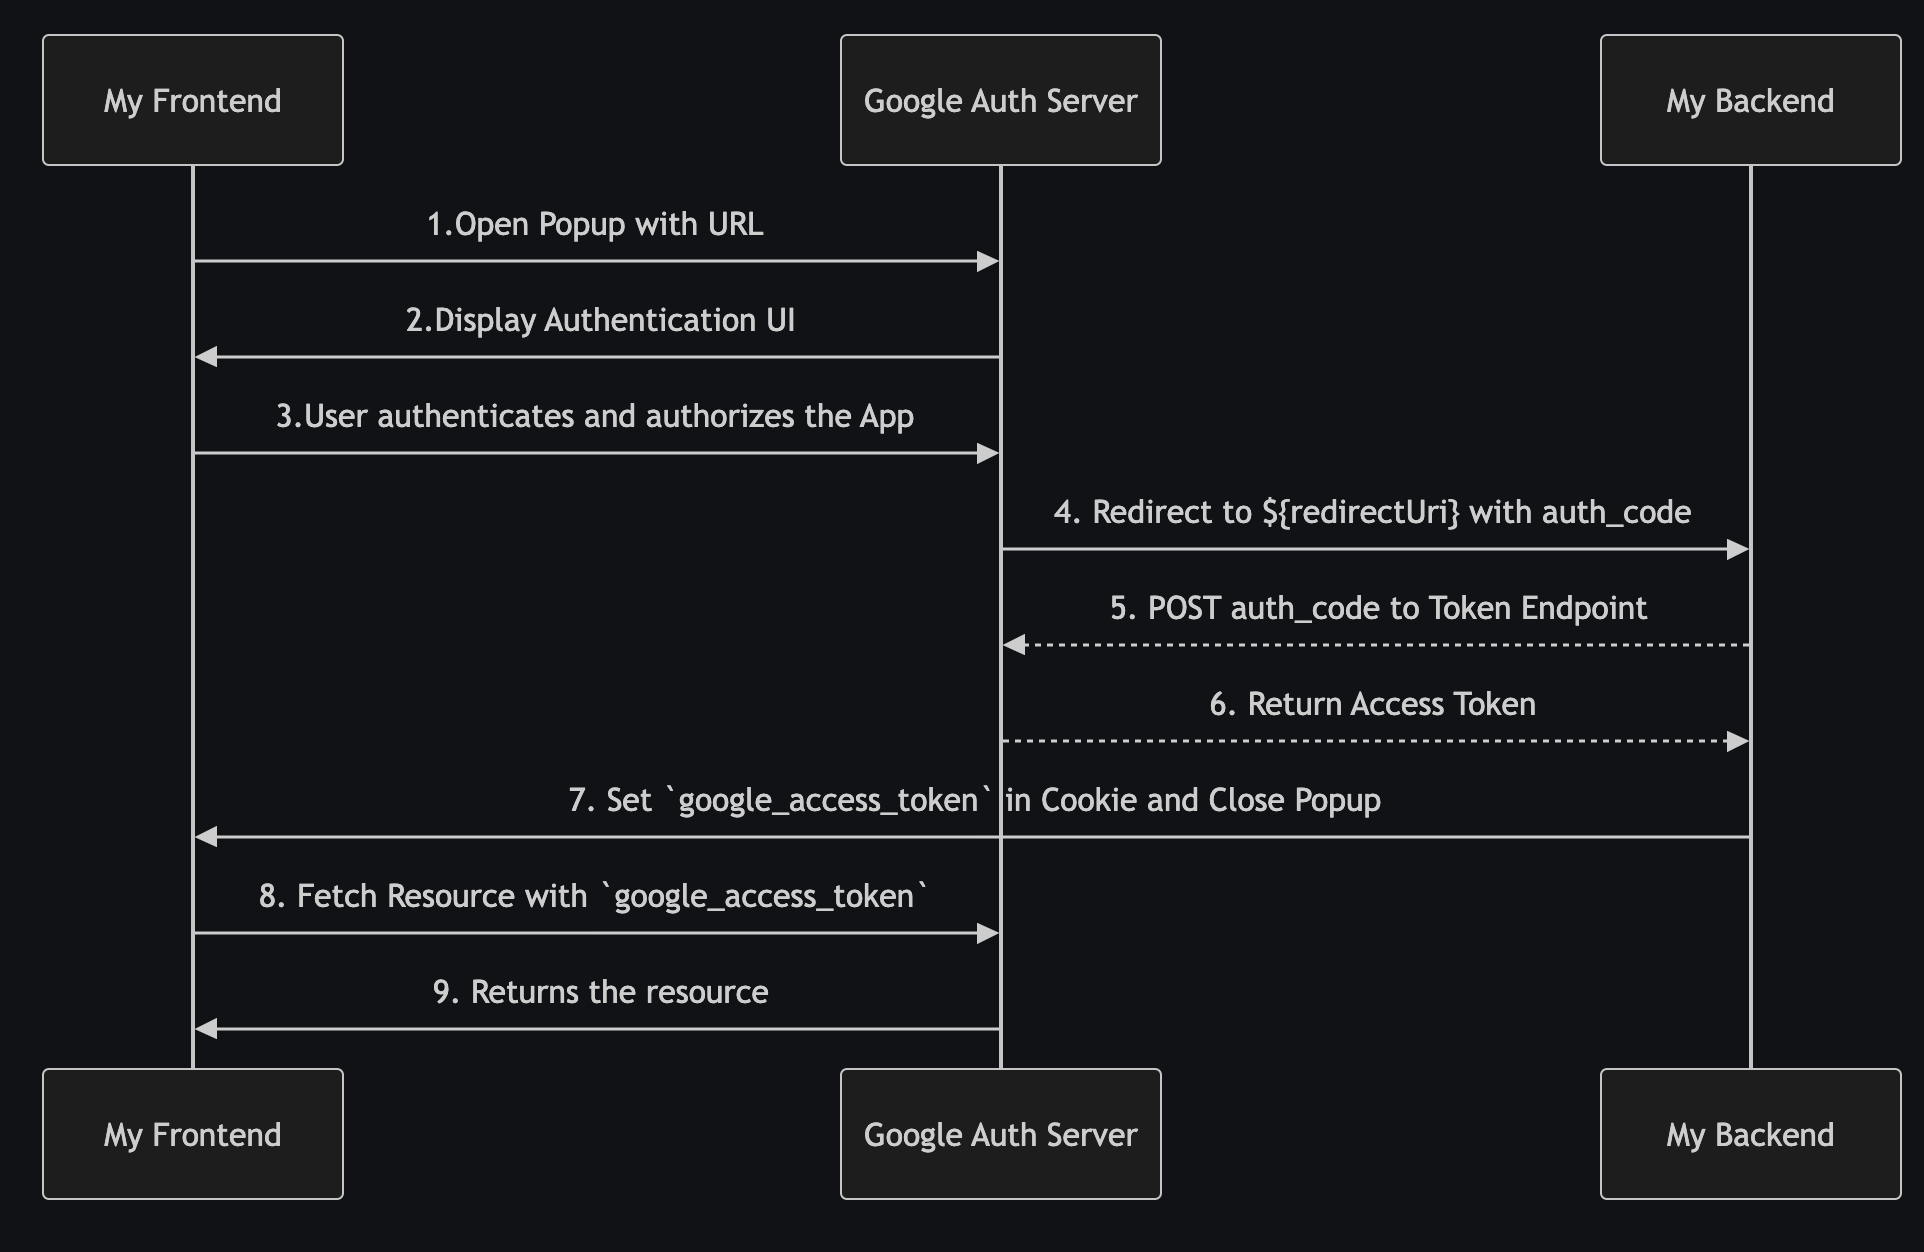 My Frontend
Google Auth Server
My Backend
1.Open Popup with URL
2.Display Authentication UI
3.User authenticates and authorizes the App
4. Redirect to ${redirectUri} with auth_code
5. POST auth_code to Token Endpoint
6. Return Access Token
7. Set `google_access_token` in Cookie and Close Popup
8. Fetch Resource with `google_access_token`
9. Returns the resource
My Frontend
Google Auth Server
My Backend